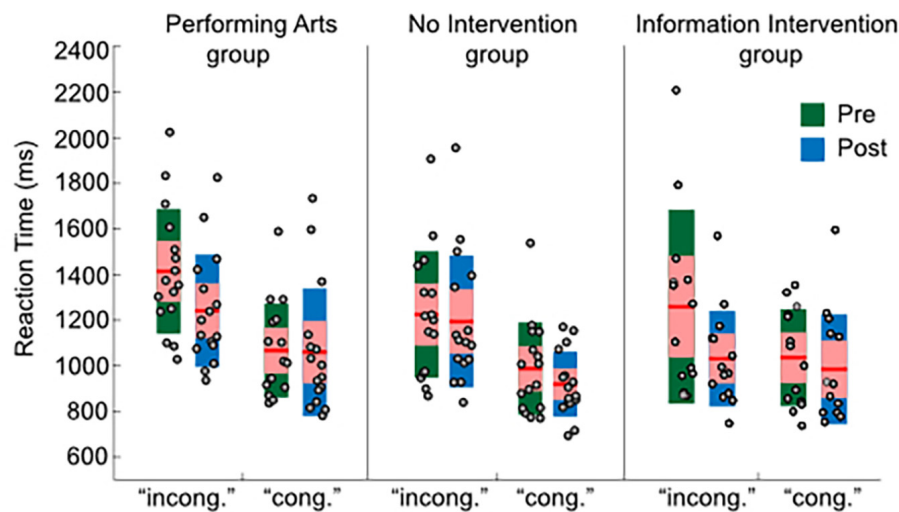 Performing Arts
group
No Intervention
group
Information Intervention
group
Pre
Post
Reaction Time (ms)
2400
2200
2000
1800
1600
1400
1200
1000
800
600
“incong.” “cong.” “incong.” “cong.” “incong.” “cong.”